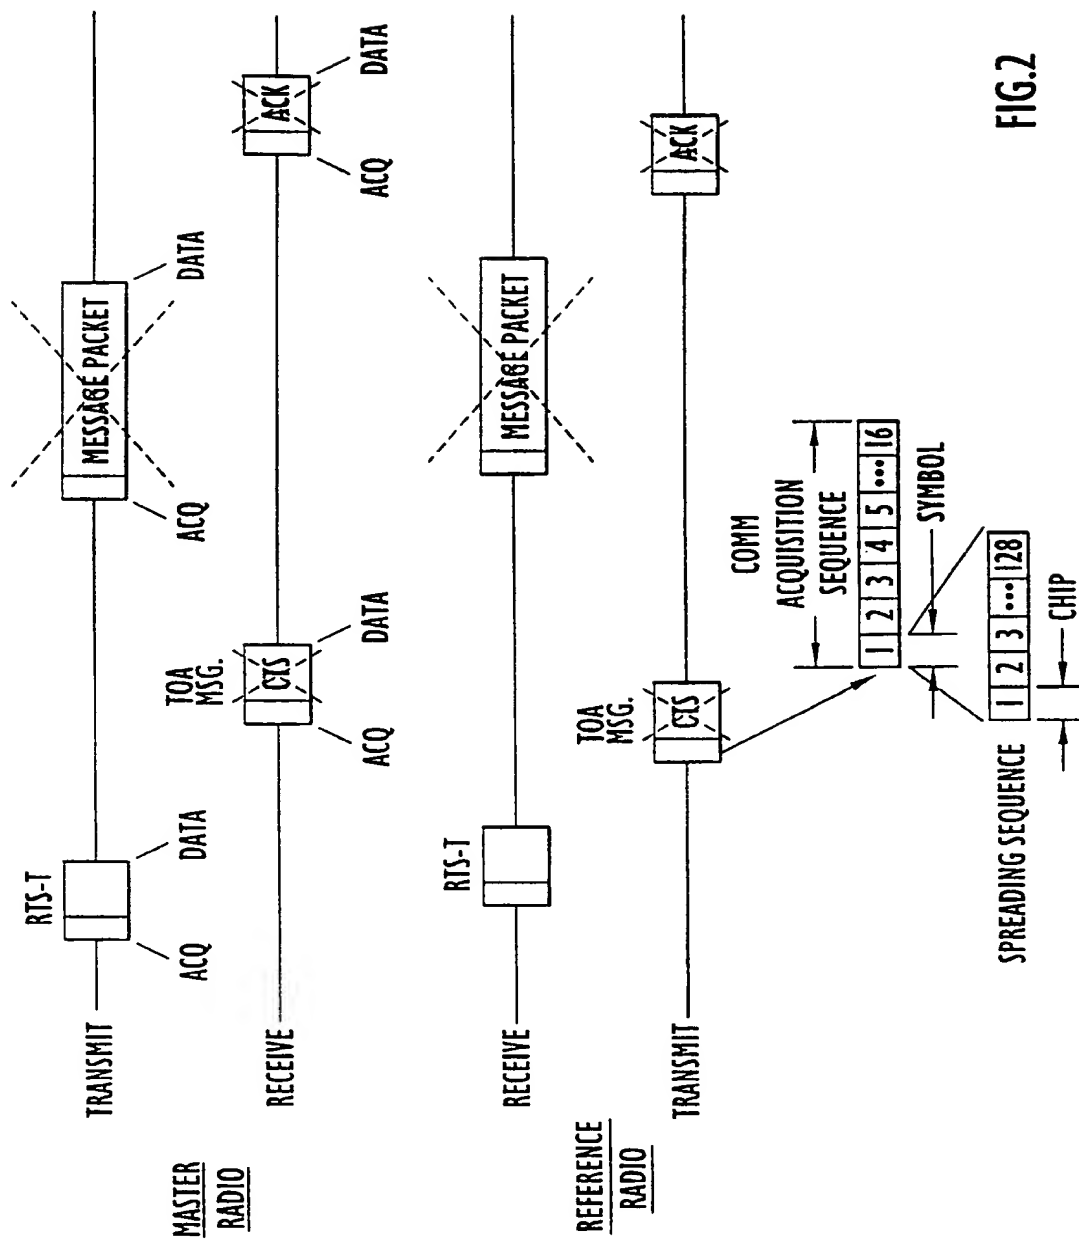 MASTER
RADIO
TRANSMIT
RTS-T
ACQ
DATA
MESSAGE PACKET
ACQ
DATA
RECEIVE
TOA
MSG.
CTS
ACQ
DATA
ACK
ACQ
DATA
REFERENCE
RADIO
RECEIVE
RTS-T
MESSAGE PACKET
TRANSMIT
TOA
MSG.
CTS
ACK
COMM
ACQUISITION
SEQUENCE
1 2 3 4 5 ••• 16
SYMBOL
SPREADING SEQUENCE
1 2 3 ••• 128
CHIP
FIG.2